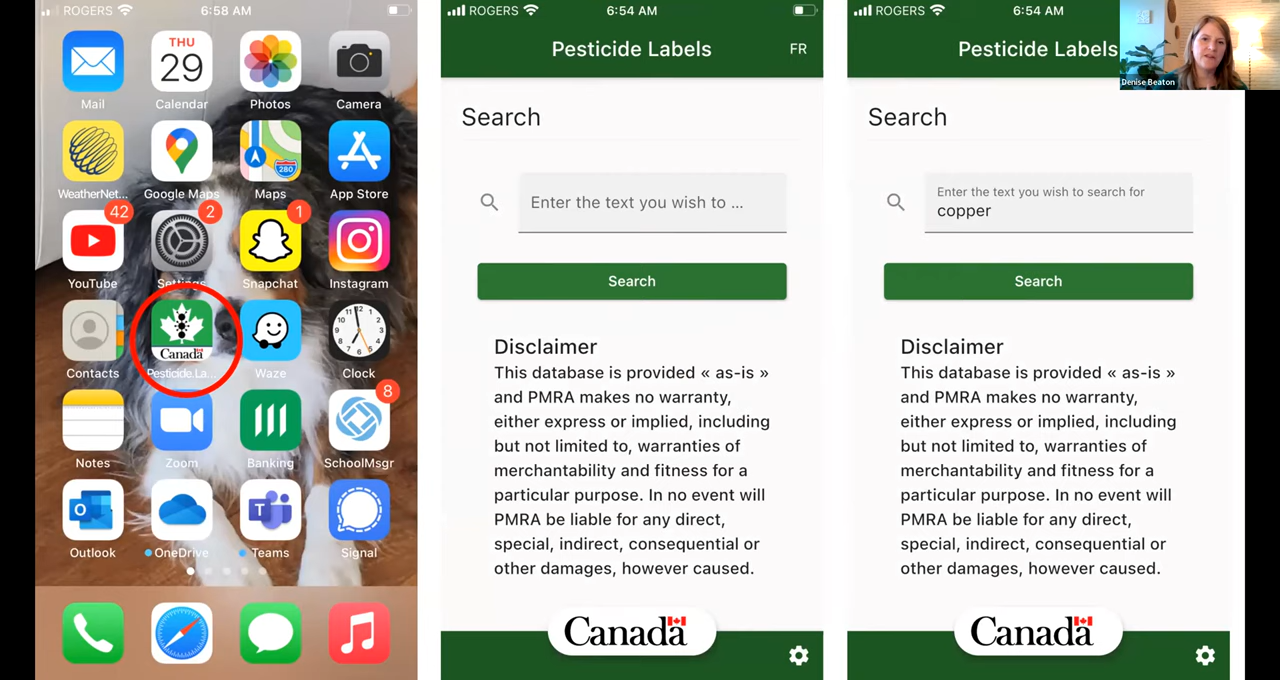 ROGERS 6:58 AM
THU
29
Mail
Calendar
Photos
Camera
280
WeatherNet...
Google Maps
Maps
App Store
42
2
1
YouTube
Settings
Snapchat
Instagram
Canada
12
Contacts
Pesticide.La...
Waze
Clock
8
Notes
Zoom
Banking
SchoolMsgr
O
T
Outlook
OneDrive
Teams
Signal
ROGERS 6:54 AM
Pesticide Labels FR
Search
Enter the text you wish to ...
Search
Disclaimer
This database is provided « as-is »
and PMRA makes no warranty,
either express or implied, including
but not limited to, warranties of
merchantability and fitness for a
particular purpose. In no event will
PMRA be liable for any direct,
special, indirect, consequential or
other damages, however caused.
Canada
ROGERS 6:54 AM
Pesticide Labels
Denise Beaton
Search
Enter the text you wish to search for
copper
Search
Disclaimer
This database is provided « as-is »
and PMRA makes no warranty,
either express or implied, including
but not limited to, warranties of
merchantability and fitness for a
particular purpose. In no event will
PMRA be liable for any direct,
special, indirect, consequential or
other damages, however caused.
Canada